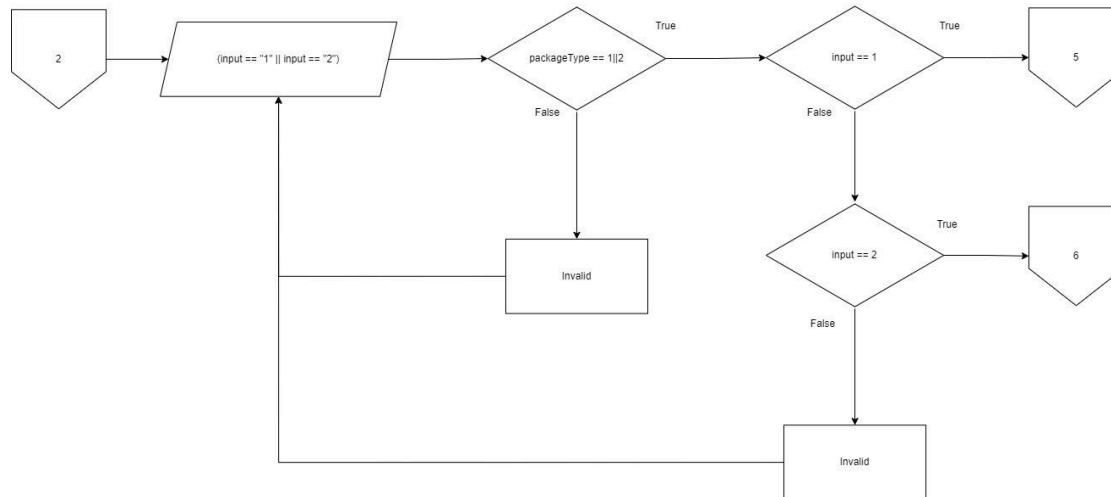 True
True
2
(input == "1" || input == "2")
packageType == 1||2
input == 1
5
False
False
True
Invalid
input == 2
6
False
Invalid